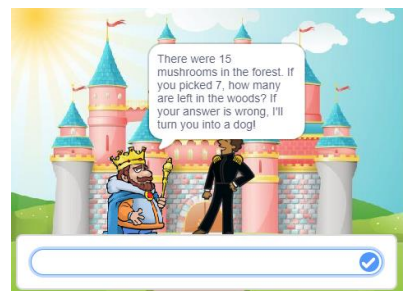 There were 15
mushrooms in the forest. If
you picked 7, how many
are left in the woods? If
your answer is wrong, I'll
turn you into a dog!